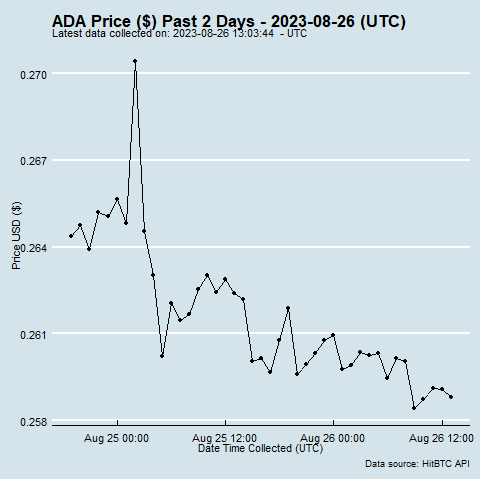 ADA Price ($) Past 2 Days - 2023-08-26 (UTC)
Latest data collected on: 2023-08-26 13:03:44  - UTC
0.270
0.267
0.264
0.261
0.258
Price USD ($)
Aug 25 00:00
Aug 25 12:00
Aug 26 00:00
Aug 26 12:00
Date Time Collected (UTC)
Data source: HitBTC API